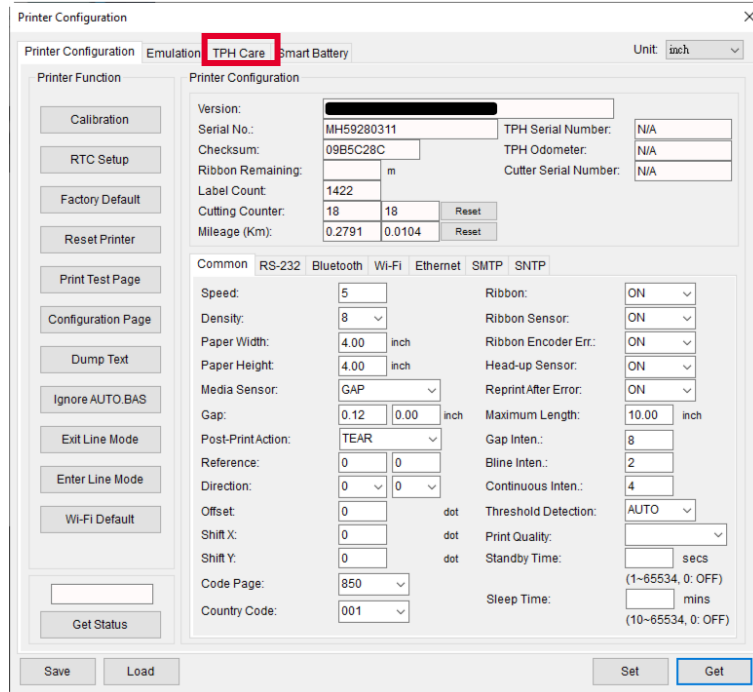 Printer Configuration
Printer Configuration Emulation TPH Care Smart Battery Unit: inch
Printer Function
Calibration
RTC Setup
Factory Default
Reset Printer
Print Test Page
Configuration Page
Dump Text
Ignore AUTO.BAS
Exit Line Mode
Enter Line Mode
Wi-Fi Default
Get Status
Printer Configuration
Version:
Serial No.: MH59280311 TPH Serial Number: N/A
Checksum: 09B5C28C TPH Odometer: N/A
Ribbon Remaining: m Cutter Serial Number: N/A
Label Count: 1422
Cutting Counter: 18 18 Reset
Mileage (Km): 0.2791 0.0104 Reset
Common RS-232 Bluetooth Wi-Fi Ethernet SMTP SNTP
Speed: 5 Ribbon: ON
Density: 8 Ribbon Sensor: ON
Paper Width: 4.00 inch Ribbon Encoder Err.: ON
Paper Height: 4.00 inch Head-up Sensor: ON
Media Sensor: GAP Reprint After Error: ON
Gap: 0.12 0.00 inch Maximum Length: 10.00 inch
Post-Print Action: TEAR Gap Inten.: 8
Reference: 0 0 Bline Inten.: 2
Direction: 0 0 Continuous Inten.: 4
Offset: 0 dot Threshold Detection: AUTO
Shift X: 0 dot Print Quality:
Shift Y: 0 dot Standby Time: secs
(1~65534, 0: OFF)
Code Page: 850
Sleep Time: mins
Country Code: 001
(10~65534, 0: OFF)
Save Load Set Get